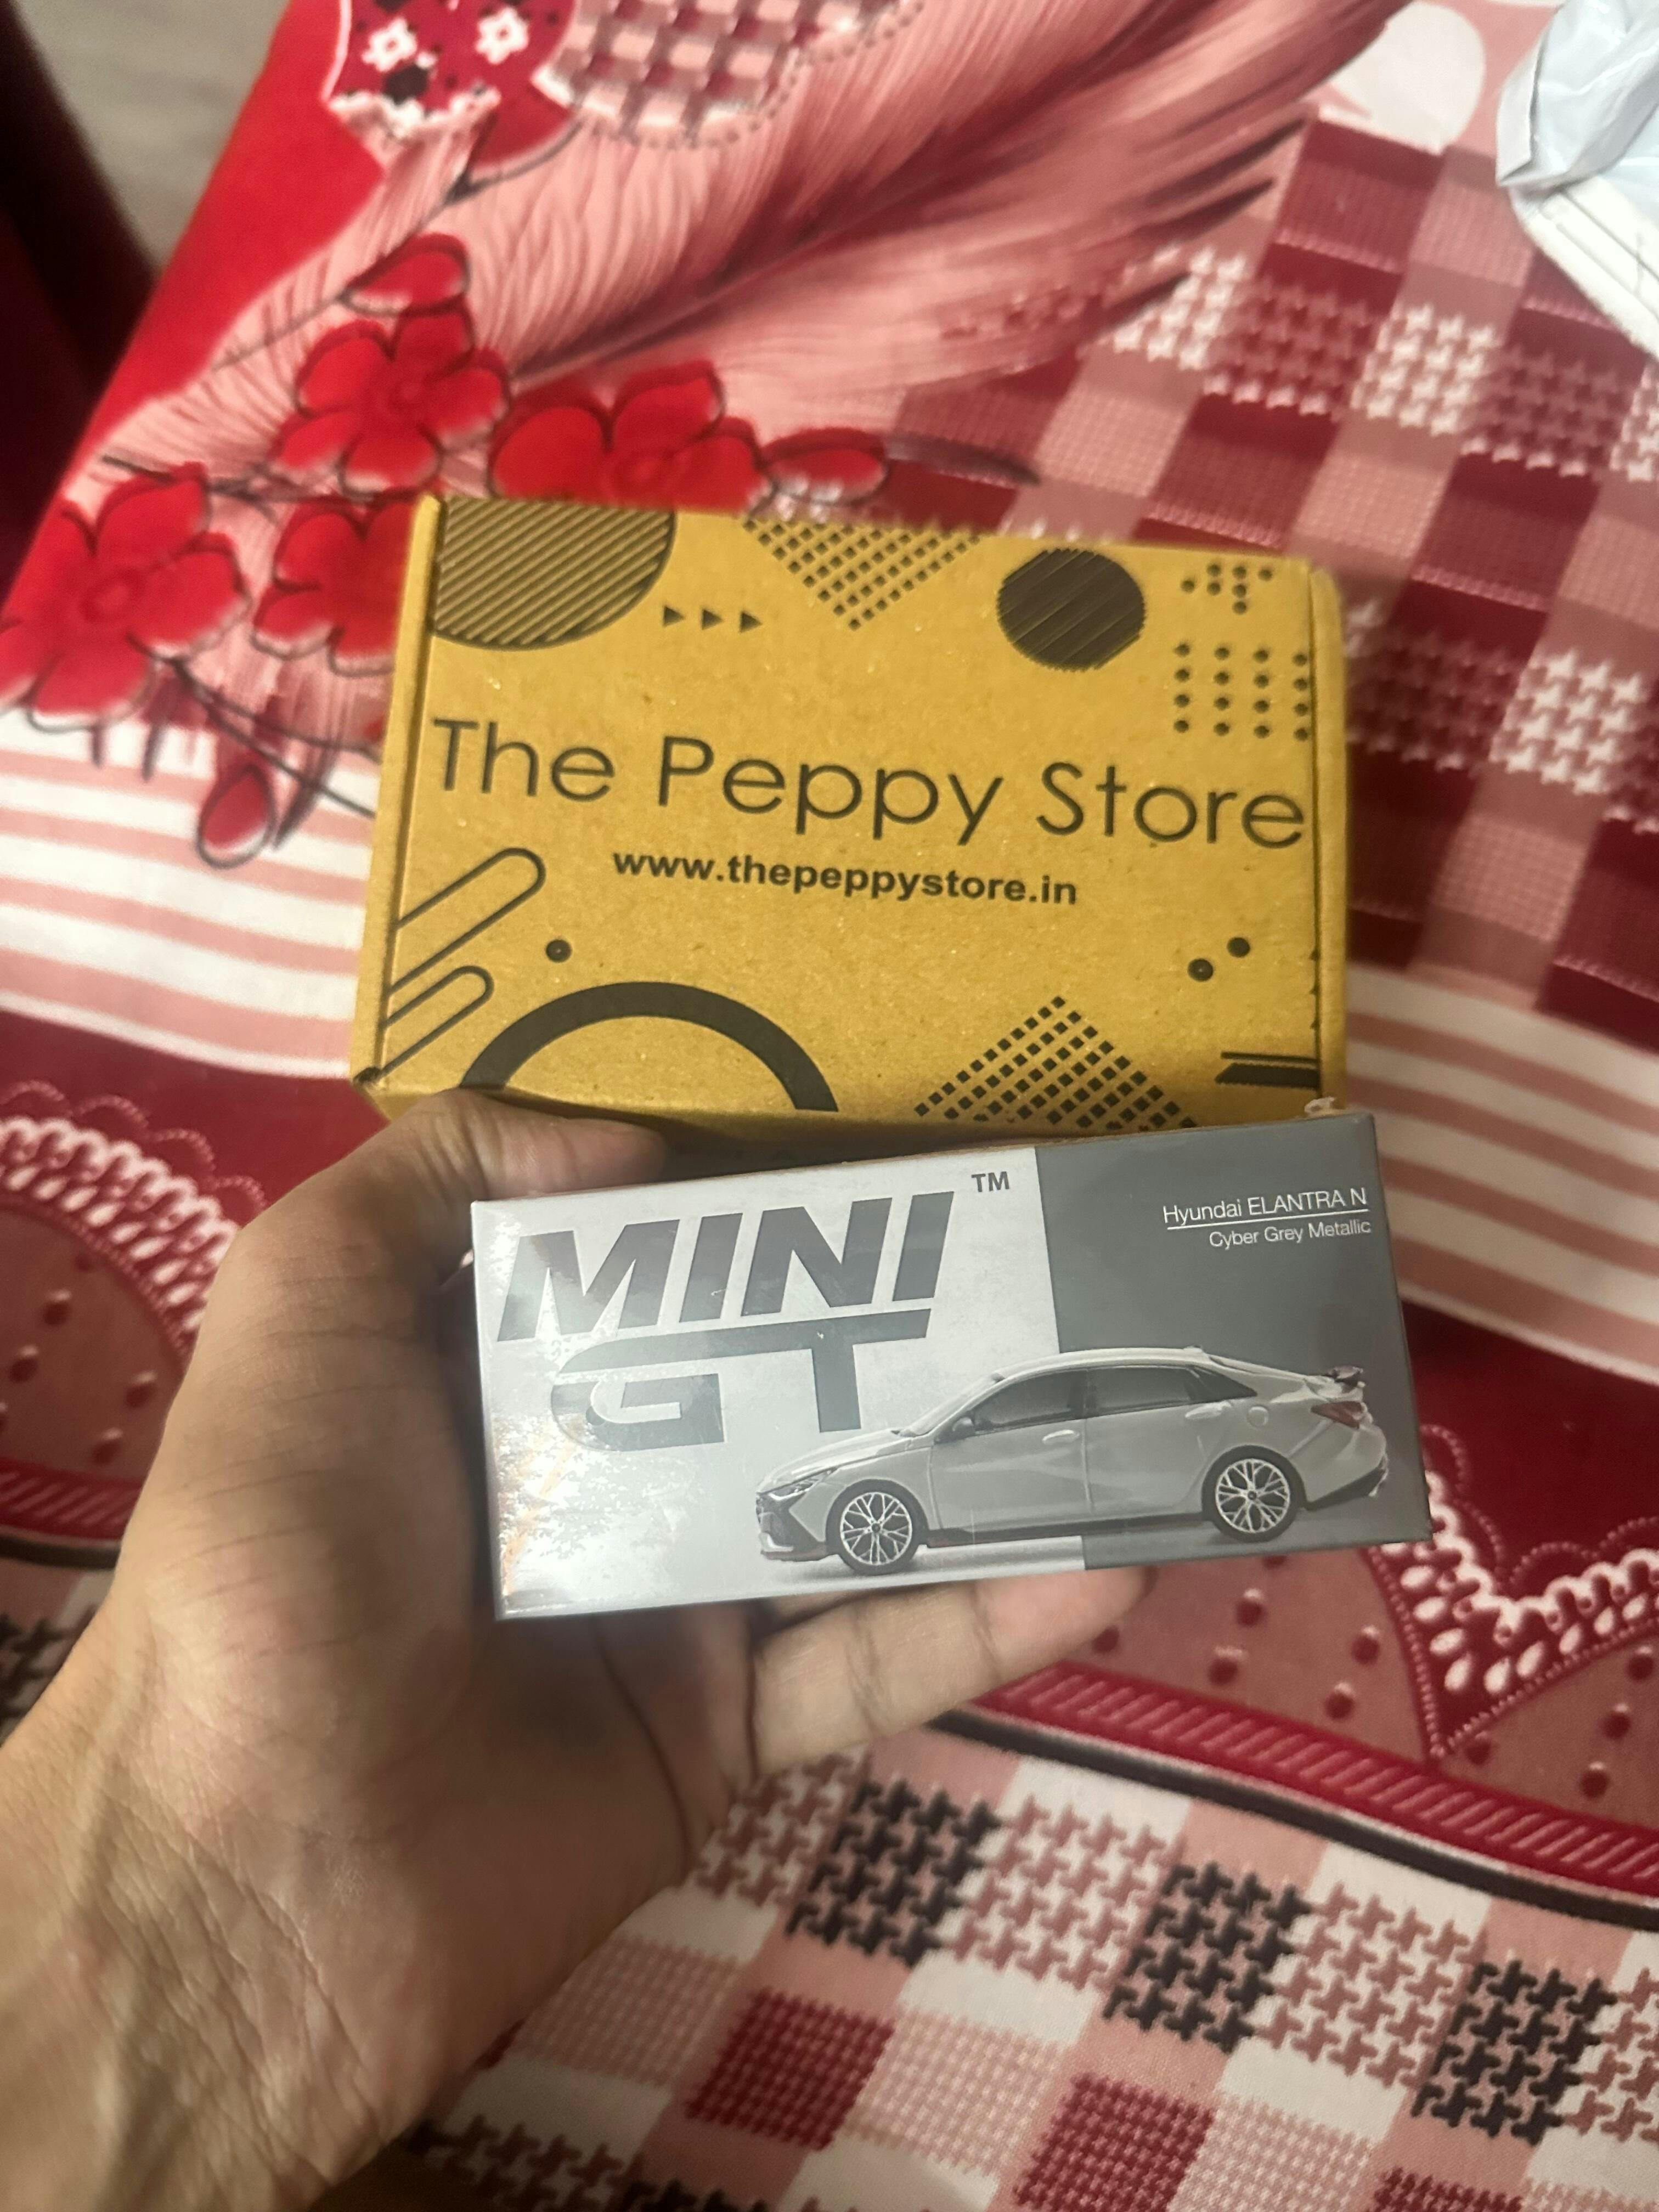 The Peppy Store
www.thepeppystore.in
MINI
GT
TM
Hyundai ELANTRA N
Cyber Grey Metallic